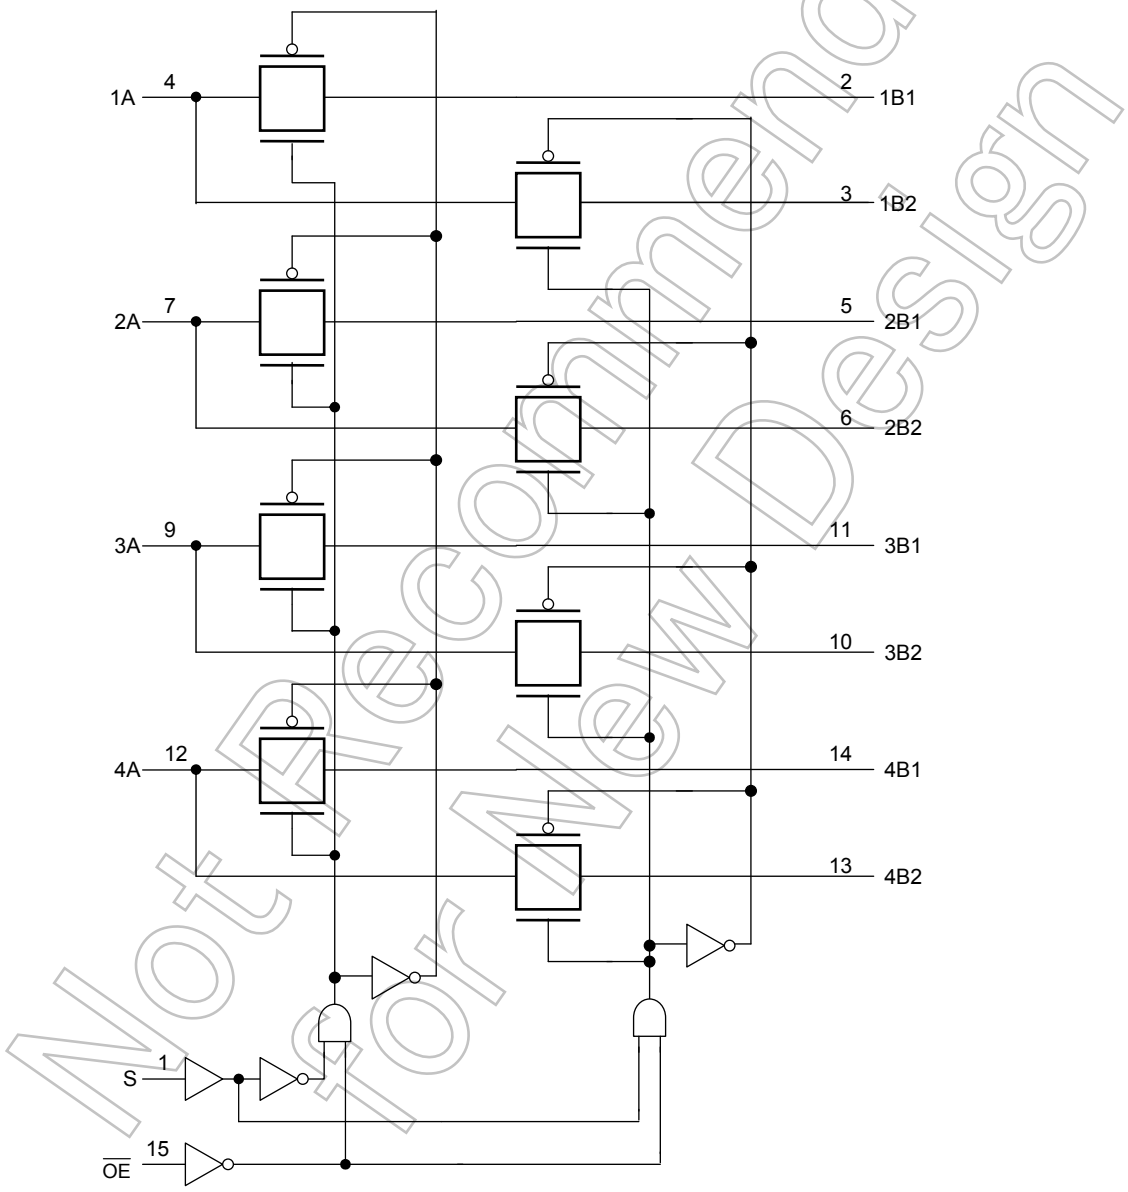 1A 4 2 1B1
3 1B2
2A 7 5 2B1
6 2B2
3A 9 11 3B1
10 3B2
4A 12 14 4B1
13 4B2
S 1
OE 15
Not Recommend
for New Design